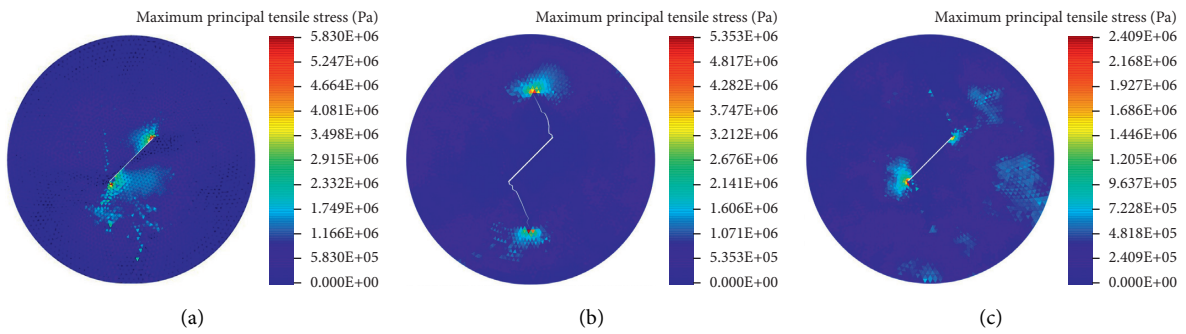 Maximum principal tensile stress (Pa)
5.830E+06
5.247E+06
4.664E+06
4.081E+06
3.498E+06
2.915E+06
2.332E+06
1.749E+06
1.166E+06
5.830E+05
0.000E+00
(a)
Maximum principal tensile stress (Pa)
5.353E+06
4.817E+06
4.282E+06
3.747E+06
3.212E+06
2.676E+06
2.141E+06
1.606E+06
1.071E+06
5.353E+05
0.000E+00
(b)
Maximum principal tensile stress (Pa)
2.409E+06
2.168E+06
1.927E+06
1.686E+06
1.446E+06
1.205E+06
9.637E+05
7.228E+05
4.818E+05
2.409E+05
0.000E+00
(c)